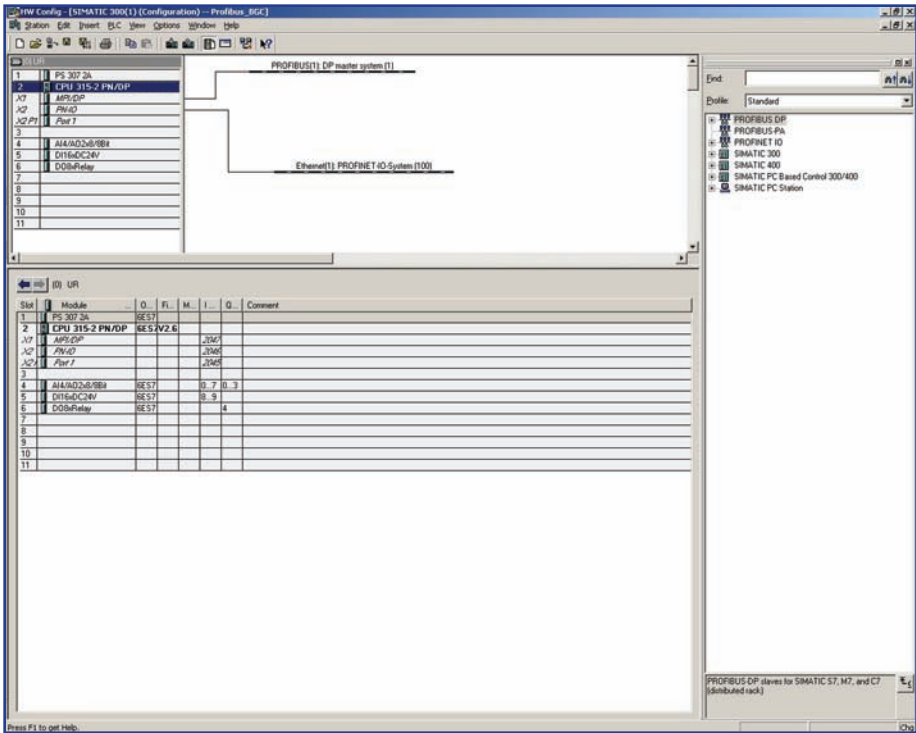 HW Config - [SIMATIC 300(1) (Configuration) -- Profibus_BGC]
Station Edit Insert PLC View Options Window Help
(0) UR
1 PS 307 2A
2 CPU 315-2 PN/DP
X1 MPI/DP
X2 PN-IO
X2 P1 Port 1
3
4 AI4/AO2x8/8Bit
5 DI16xDC24V
6 DO8xRelay
7
8
9
10
11
PROFIBUS(1): DP master system (1)
Ethernet(1): PROFINET-IO-System (100)
Find:
Profile: Standard
PROFIBUS DP
PROFIBUS-PA
PROFINET IO
SIMATIC 300
SIMATIC 400
SIMATIC PC Based Control 300/400
SIMATIC PC Station
(0) UR
Slot Module ... O... Fi... M... I... Q... Comment
1 PS 307 2A 6ES7
2 CPU 315-2 PN/DP 6ES7 V2.6
X1 MPI/DP 2047
X2 PN-IO 2046
X2 Port 1 2045
3
4 AI4/AO2x8/8Bit 6ES7 0...7 0...3
5 DI16xDC24V 6ES7 8...9
6 DO8xRelay 6ES7 4
7
8
9
10
11
PROFIBUS-DP slaves for SIMATIC S7, M7, and C7
(distributed rack)
Press F1 to get Help.
Chg